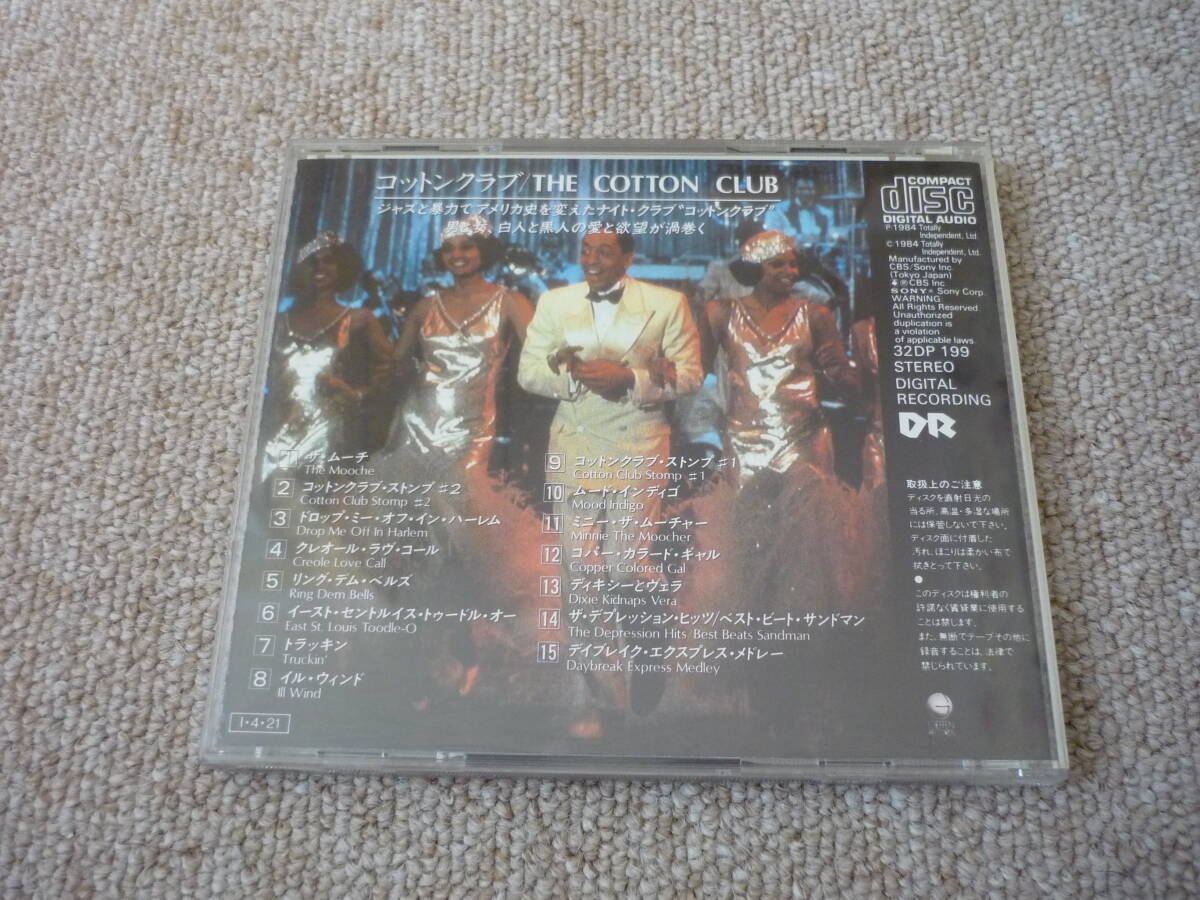 コットンクラブ/THE COTTON CLUB
ジャズと暴力でアメリカ史を変えたナイト・クラブ"コットンクラブ"
男と女、白人と黒人の愛と欲望が渦巻く
1 ザ・ムーチ
The Mooche
2 コットンクラブ・ストンプ #2
Cotton Club Stomp #2
3 ドロップ・ミー・オフ・イン・ハーレム
Drop Me Off In Harlem
4 クレオール・ラヴ・コール
Creole Love Call
5 リング・デム・ベルズ
Ring Dem Bells
6 イースト・セントルイス・トゥードル・オー
East St. Louis Toodle-O
7 トラッキン
Truckin'
8 イル・ウィンド
Ill Wind
1・4・21
9 コットンクラブ・ストンプ #1
Cotton Club Stomp #1
10 ムード・インディゴ
Mood Indigo
11 ミニー・ザ・ムーチャー
Minnie The Moocher
12 コパー・カラード・ギャル
Copper Colored Gal
13 ディキシーとヴェラ
Dixie Kidnaps Vera
14 ザ・デプレッション・ヒッツ/ベスト・ビート・サンドマン
The Depression Hits/Best Beats Sandman
15 デイブレイク・エクスプレス・メドレー
Daybreak Express Medley
COMPACT
disc
DIGITAL AUDIO
℗1984 Totally
Independent, Ltd.
©1984 Totally
Independent, Ltd.
Manufactured by
CBS/Sony Inc.
(Tokyo Japan)
℗CBS Inc.
SONY® Sony Corp.
WARNING
All Rights Reserved
Unauthorized
duplication is
a violation
of applicable laws.
32DP 199
STEREO
DIGITAL
RECORDING
DR
取扱上のご注意
ディスクを直射日光の
当る所、高温・多湿な場所
には保管しないで下さい。
ディスク面に付着した
汚れ、ほこりは柔かい布で
拭きとって下さい。
●
このディスクは権利者の
許諾なく賃貸業に使用する
ことは禁じます。
また、無断でテープその他に
録音することは、法律で
禁じられています。